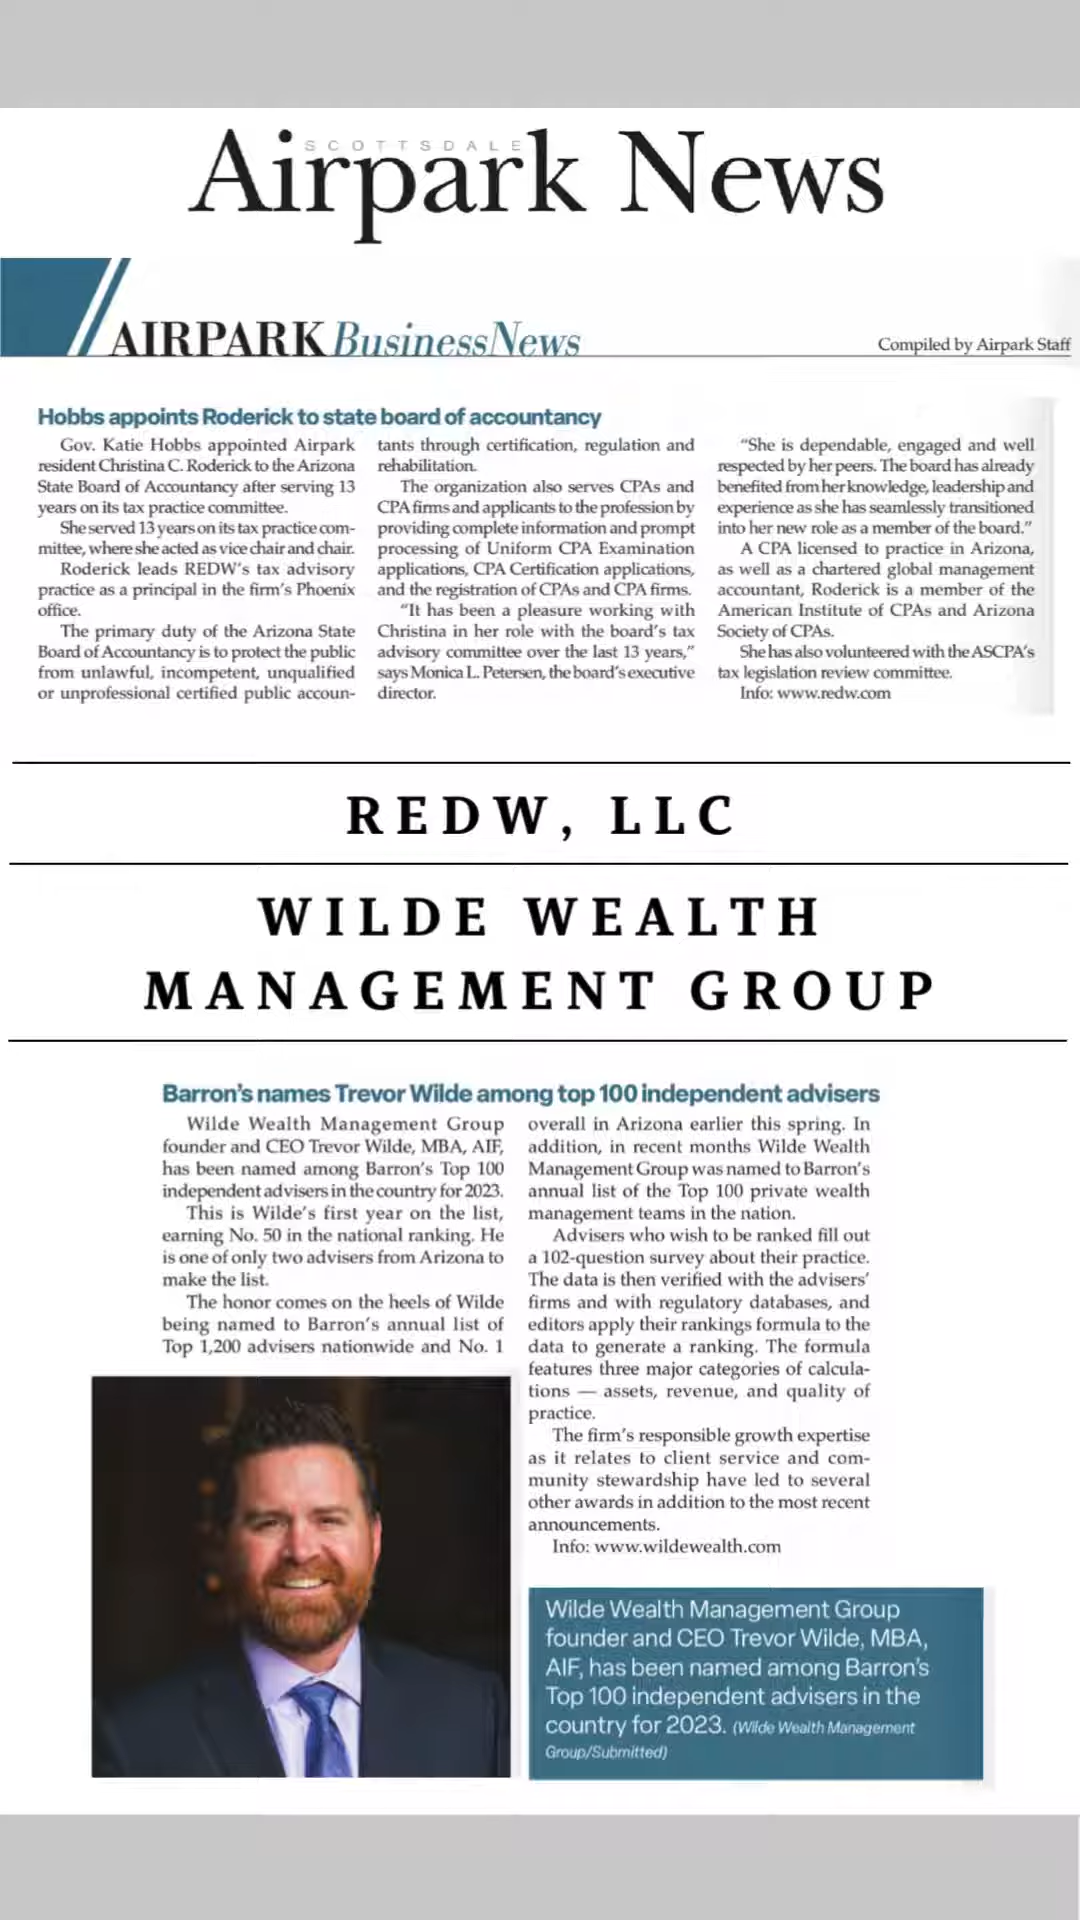 SCOTTSDALE
Airpark News
AIRPARK BusinessNews
Compiled by Airpark Staff
Hobbs appoints Roderick to state board of accountancy
Gov. Katie Hobbs appointed Airpark
resident Christina C. Roderick to the Arizona
State Board of Accountancy after serving 13
years on its tax practice committee.
She served 13 years on its tax practice com-
mittee, where she acted as vice chair and chair.
Roderick leads REDW's tax advisory
practice as a principal in the firm's Phoenix
office.
The primary duty of the Arizona State
Board of Accountancy is to protect the public
from unlawful, incompetent, unqualified
or unprofessional certified public accoun-
tants through certification, regulation and
rehabilitation.
The organization also serves CPAs and
CPA firms and applicants to the profession by
providing complete information and prompt
processing of Uniform CPA Examination
applications, CPA Certification applications,
and the registration of CPAs and CPA firms.
"It has been a pleasure working with
Christina in her role with the board's tax
advisory committee over the last 13 years,"
says Monica L. Petersen, the board's executive
director.
"She is dependable, engaged and well
respected by her peers. The board has already
benefited from her knowledge, leadership and
experience as she has seamlessly transitioned
into her new role as a member of the board."
A CPA licensed to practice in Arizona,
as well as a chartered global management
accountant, Roderick is a member of the
American Institute of CPAs and Arizona
Society of CPAs.
She has also volunteered with the ASCPA's
tax legislation review committee.
Info: www.redw.com
REDW, LLC
WILDE WEALTH
MANAGEMENT GROUP
Barron's names Trevor Wilde among top 100 independent advisers
Wilde Wealth Management Group
founder and CEO Trevor Wilde, MBA, AIF,
has been named among Barron's Top 100
independent advisers in the country for 2023.
This is Wilde's first year on the list,
earning No. 50 in the national ranking. He
is one of only two advisers from Arizona to
make the list.
The honor comes on the heels of Wilde
being named to Barron's annual list of
Top 1,200 advisers nationwide and No. 1
overall in Arizona earlier this spring. In
addition, in recent months Wilde Wealth
Management Group was named to Barron's
annual list of the Top 100 private wealth
management teams in the nation.
Advisers who wish to be ranked fill out
a 102-question survey about their practice.
The data is then verified with the advisers'
firms and with regulatory databases, and
editors apply their rankings formula to the
data to generate a ranking. The formula
features three major categories of calcula-
tions — assets, revenue, and quality of
practice.
The firm's responsible growth expertise
as it relates to client service and com-
munity stewardship have led to several
other awards in addition to the most recent
announcements.
Info: www.wildewealth.com
Wilde Wealth Management Group
founder and CEO Trevor Wilde, MBA,
AIF, has been named among Barron's
Top 100 independent advisers in the
country for 2023. (Wilde Wealth Management
Group/Submitted)